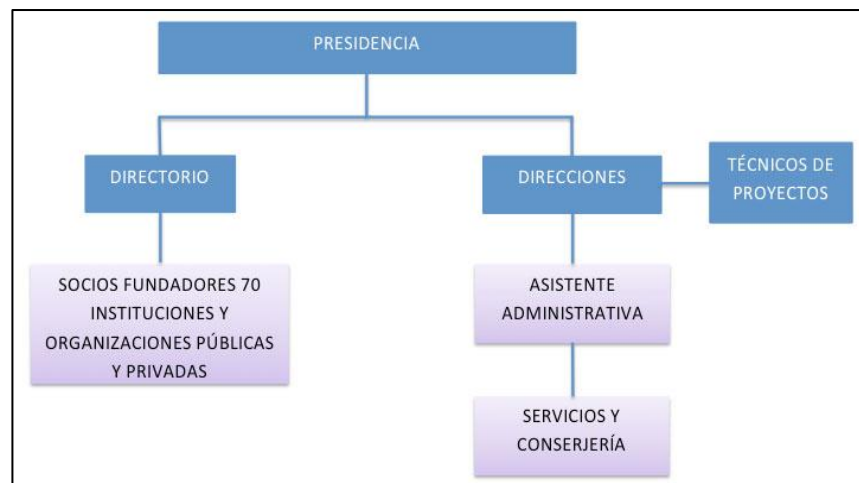 PRESIDENCIA
DIRECTORIO
DIRECCIONES
TÉCNICOS DE
PROYECTOS
SOCIOS FUNDADORES 70
INSTITUCIONES Y
ORGANIZACIONES PÚBLICAS
Y PRIVADAS
ASISTENTE
ADMINISTRATIVA
SERVICIOS Y
CONSERJERÍA